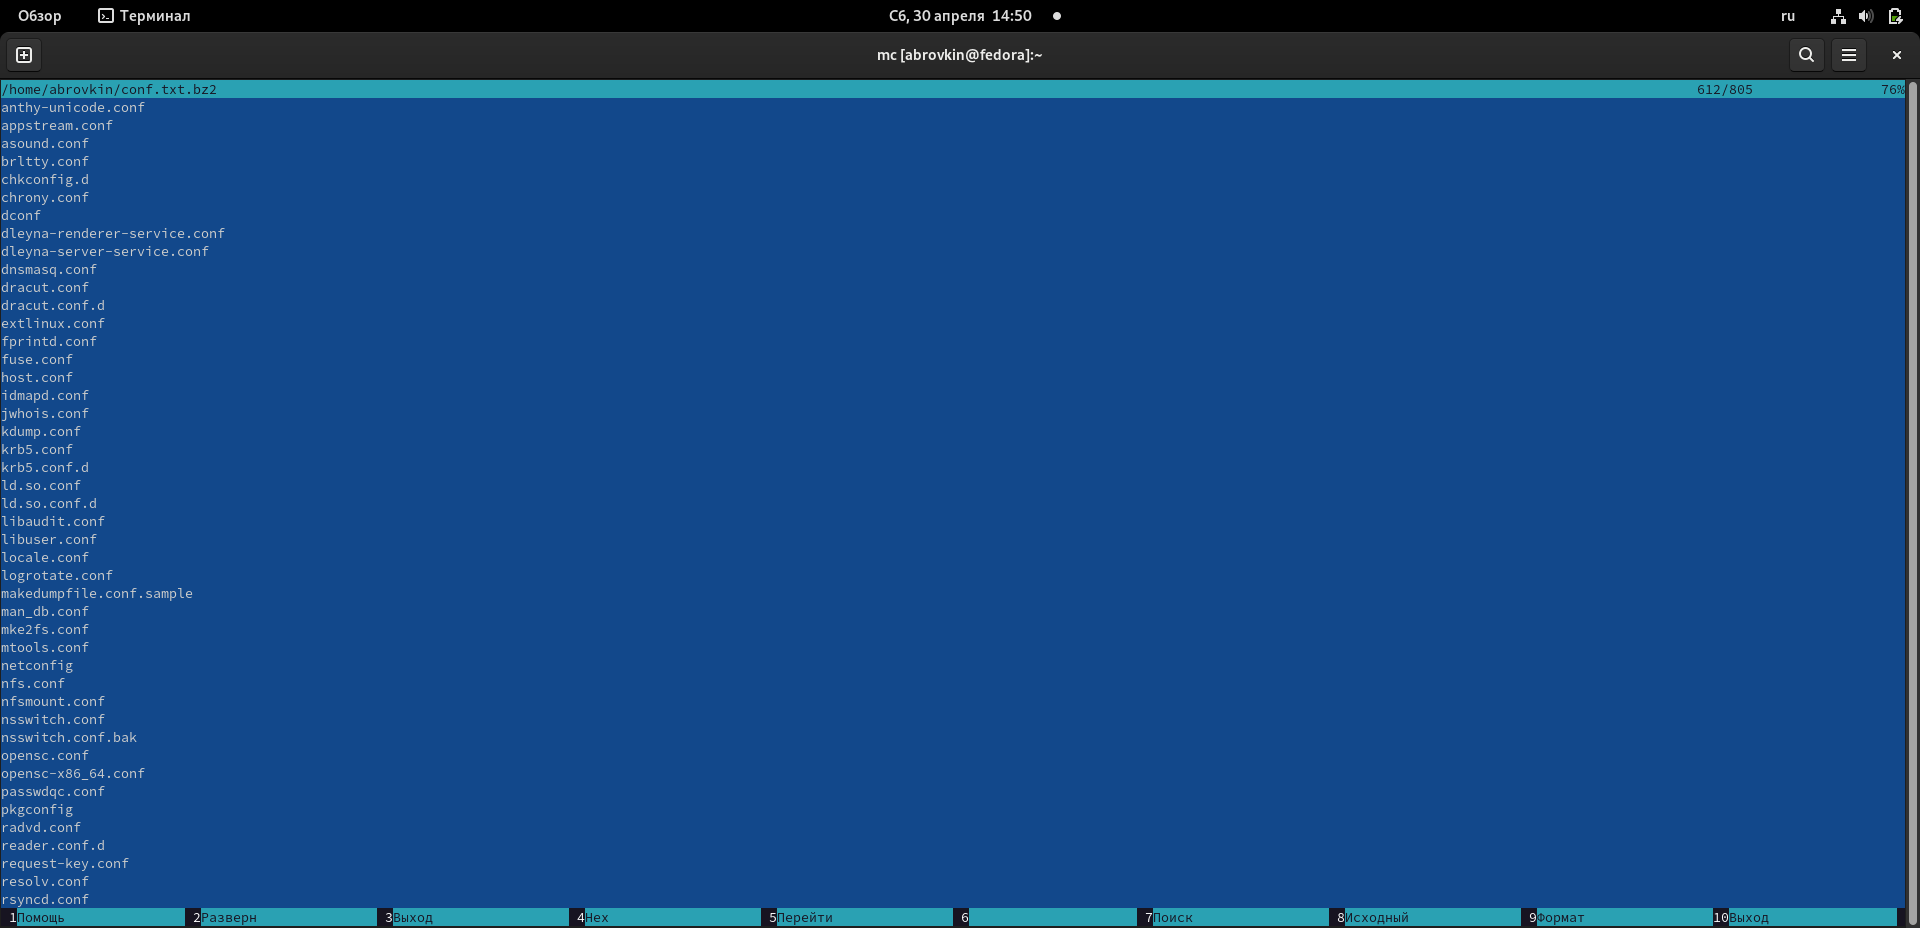 Обзор Терминал Сб, 30 апреля 14:50 ru
mc [abrovkin@fedora]:~
/home/abrovkin/conf.txt.bz2 612/805 76%
anthy-unicode.conf
appstream.conf
asound.conf
brltty.conf
chkconfig.d
chrony.conf
dconf
dleyna-renderer-service.conf
dleyna-server-service.conf
dnsmasq.conf
dracut.conf
dracut.conf.d
extlinux.conf
fprintd.conf
fuse.conf
host.conf
idmapd.conf
jwhois.conf
kdump.conf
krb5.conf
krb5.conf.d
ld.so.conf
ld.so.conf.d
libaudit.conf
libuser.conf
locale.conf
logrotate.conf
makedumpfile.conf.sample
man_db.conf
mke2fs.conf
mtools.conf
netconfig
nfs.conf
nfsmount.conf
nsswitch.conf
nsswitch.conf.bak
opensc.conf
opensc-x86_64.conf
passwdqc.conf
pkgconfig
radvd.conf
reader.conf.d
request-key.conf
resolv.conf
rsyncd.conf
1Помощь 2Разверн 3Выход 4Hex 5Перейти 6 7Поиск 8Исходный 9Формат 10Выход